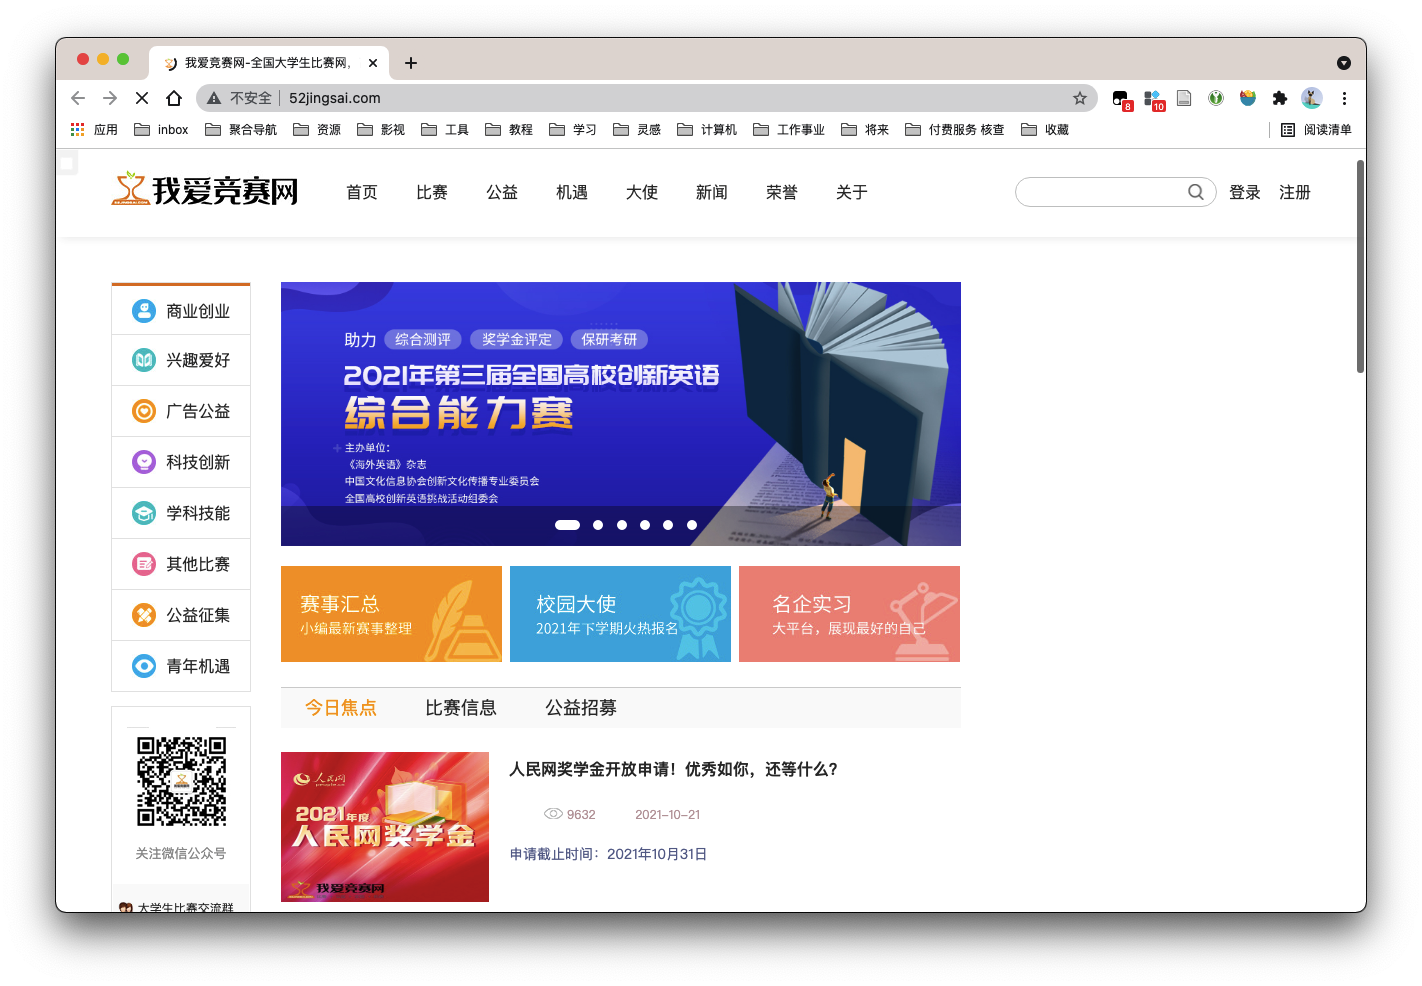 我爱竞赛网-全国大学生比赛网,
不安全 52jingsai.com
8
10
应用 inbox 聚合导航 资源 影视 工具 教程 学习 灵感 计算机 工作事业 将来 付费服务 核查 收藏 阅读清单
我爱竞赛网 首页 比赛 公益 机遇 大使 新闻 荣誉 关于 登录 注册
商业创业
兴趣爱好
广告公益
科技创新
学科技能
其他比赛
公益征集
青年机遇
关注微信公众号
大学生比赛交流群
助力 综合测评 奖学金评定 保研考研
2021年第三届全国高校创新英语
综合能力赛
主办单位：
《海外英语》杂志
中国文化信息协会创新文化传播专业委员会
全国高校创新英语挑战活动组委会
赛事汇总
小编最新赛事整理
校园大使
2021年下学期火热报名
名企实习
大平台，展现最好的自己
今日焦点 比赛信息 公益招募
人民网
2021年度
人民网奖学金
我爱竞赛网
人民网奖学金开放申请！优秀如你，还等什么？
9632 2021-10-21
申请截止时间：2021年10月31日